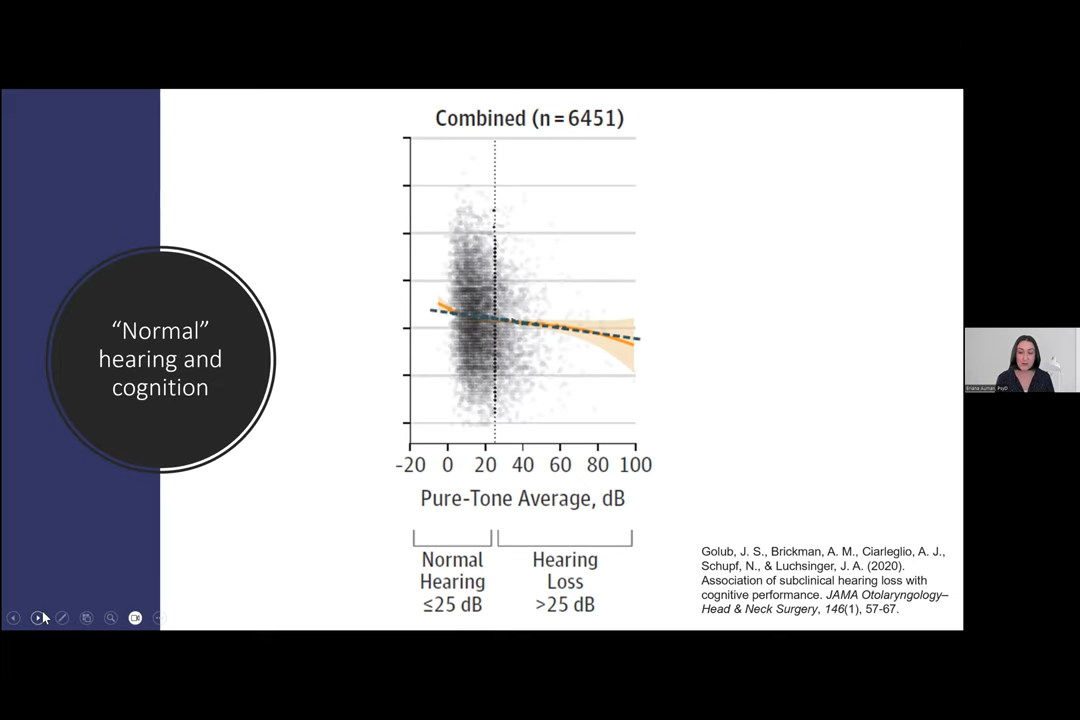 Combined (n = 6451)
“Normal”
hearing and
cognition
-20 0 20 40 60 80 100
Pure-Tone Average, dB
Normal
Hearing
≤25 dB
Hearing
Loss
>25 dB
Golub, J. S., Brickman, A. M., Ciarleglio, A. J.,
Schupf, N., & Luchsinger, J. A. (2020).
Association of subclinical hearing loss with
cognitive performance. JAMA Otolaryngology–
Head & Neck Surgery, 146(1), 57-67.
PsyD